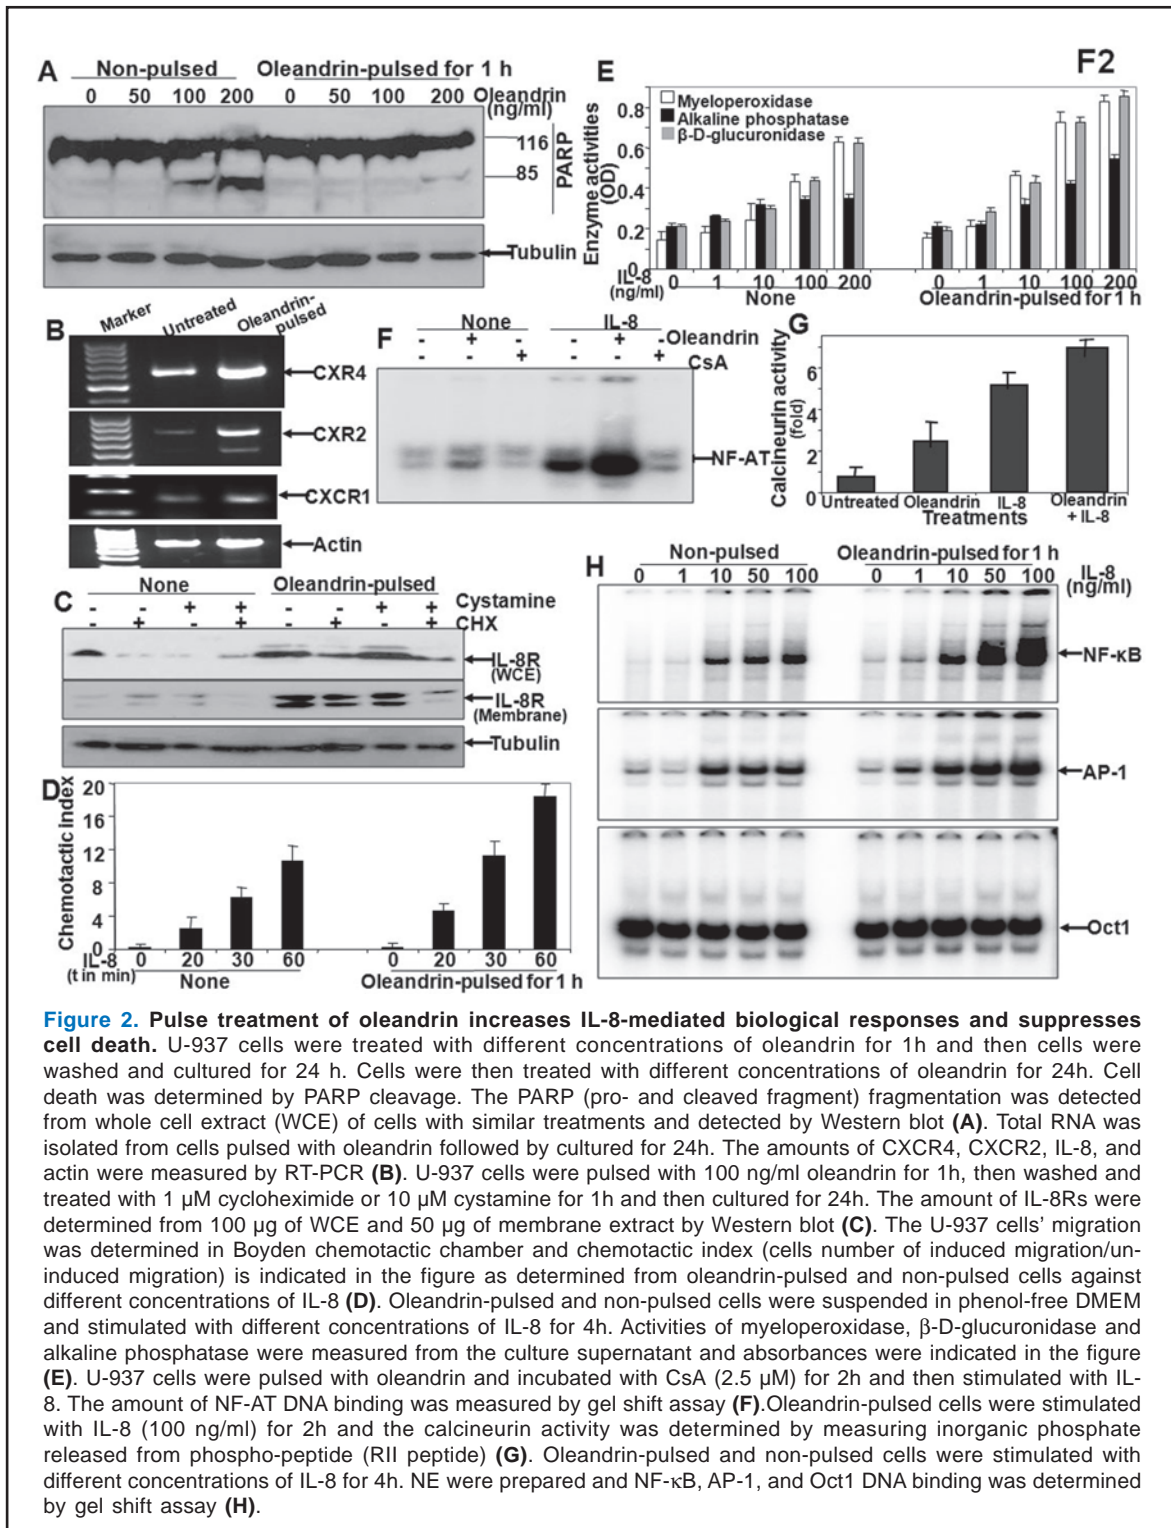 F2
A
Non-pulsed Oleandrin-pulsed for 1 h
0 50 100 200 0 50 100 200 Oleandrin
(ng/ml)
116
85
PARP
Tubulin
B
Marker Untreated Oleandrin-pulsed
CXR4
CXR2
CXCR1
Actin
C
None Oleandrin-pulsed
- - + + - - + + Cystamine
- + - + - + - + CHX
IL-8R
(WCE)
IL-8R
(Membrane)
Tubulin
D
Chemotactic index
20
16
12
8
4
0
IL-8 0 20 30 60 0 20 30 60
(t in min) None Oleandrin-pulsed for 1 h
E
Enzyme activities
(OD)
0.8
0.6
0.4
0.2
0
Myeloperoxidase
Alkaline phosphatase
β-D-glucuronidase
IL-8 0 1 10 100 200 0 1 10 100 200
(ng/ml) None Oleandrin-pulsed for 1 h
F
None IL-8
- + - - + - Oleandrin
- - + - - + CsA
NF-AT
G
Calcineurin activity
(fold)
6
4
2
0
Untreated Oleandrin IL-8 Oleandrin
+ IL-8
Treatments
H
Non-pulsed Oleandrin-pulsed for 1 h
0 1 10 50 100 0 1 10 50 100 IL-8
(ng/ml)
NF-κB
AP-1
Oct1
Figure 2. Pulse treatment of oleandrin increases IL-8-mediated biological responses and suppresses
cell death. U-937 cells were treated with different concentrations of oleandrin for 1h and then cells were
washed and cultured for 24 h. Cells were then treated with different concentrations of oleandrin for 24h. Cell
death was determined by PARP cleavage. The PARP (pro- and cleaved fragment) fragmentation was detected
from whole cell extract (WCE) of cells with similar treatments and detected by Western blot (A). Total RNA was
isolated from cells pulsed with oleandrin followed by cultured for 24h. The amounts of CXCR4, CXCR2, IL-8, and
actin were measured by RT-PCR (B). U-937 cells were pulsed with 100 ng/ml oleandrin for 1h, then washed and
treated with 1 µM cycloheximide or 10 µM cystamine for 1h and then cultured for 24h. The amount of IL-8Rs were
determined from 100 µg of WCE and 50 µg of membrane extract by Western blot (C). The U-937 cells' migration
was determined in Boyden chemotactic chamber and chemotactic index (cells number of induced migration/un-
induced migration) is indicated in the figure as determined from oleandrin-pulsed and non-pulsed cells against
different concentrations of IL-8 (D). Oleandrin-pulsed and non-pulsed cells were suspended in phenol-free DMEM
and stimulated with different concentrations of IL-8 for 4h. Activities of myeloperoxidase, β-D-glucuronidase and
alkaline phosphatase were measured from the culture supernatant and absorbances were indicated in the figure
(E). U-937 cells were pulsed with oleandrin and incubated with CsA (2.5 µM) for 2h and then stimulated with IL-
8. The amount of NF-AT DNA binding was measured by gel shift assay (F).Oleandrin-pulsed cells were stimulated
with IL-8 (100 ng/ml) for 2h and the calcineurin activity was determined by measuring inorganic phosphate
released from phospho-peptide (RII peptide) (G). Oleandrin-pulsed and non-pulsed cells were stimulated with
different concentrations of IL-8 for 4h. NE were prepared and NF-κB, AP-1, and Oct1 DNA binding was determined
by gel shift assay (H).